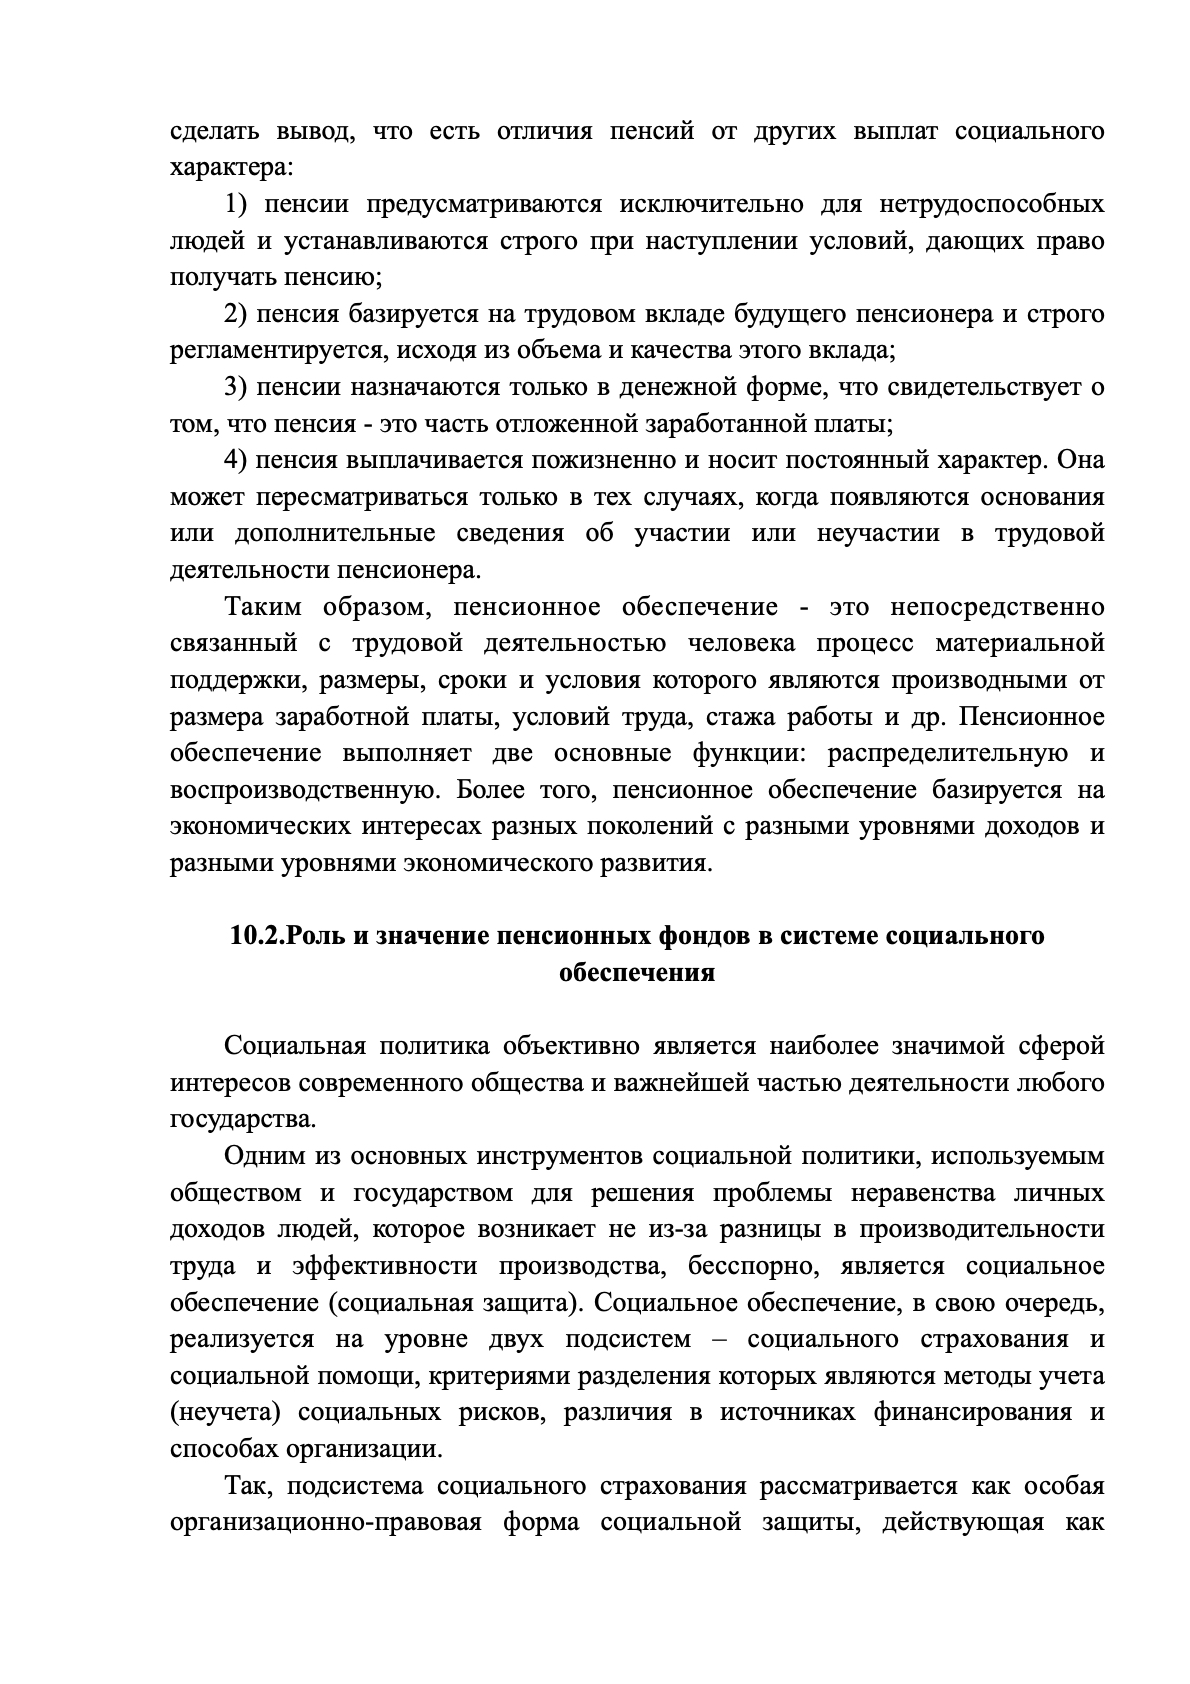 сделать вывод, что есть отличия пенсий от других выплат социального
характера:
1) пенсии предусматриваются исключительно для нетрудоспособных
людей и устанавливаются строго при наступлении условий, дающих право
получать пенсию;
2) пенсия базируется на трудовом вкладе будущего пенсионера и строго
регламентируется, исходя из объема и качества этого вклада;
3) пенсии назначаются только в денежной форме, что свидетельствует о
том, что пенсия - это часть отложенной заработанной платы;
4) пенсия выплачивается пожизненно и носит постоянный характер. Она
может пересматриваться только в тех случаях, когда появляются основания
или дополнительные сведения об участии или неучастии в трудовой
деятельности пенсионера.
Таким образом, пенсионное обеспечение - это непосредственно
связанный с трудовой деятельностью человека процесс материальной
поддержки, размеры, сроки и условия которого являются производными от
размера заработной платы, условий труда, стажа работы и др. Пенсионное
обеспечение выполняет две основные функции: распределительную и
воспроизводственную. Более того, пенсионное обеспечение базируется на
экономических интересах разных поколений с разными уровнями доходов и
разными уровнями экономического развития.
10.2.Роль и значение пенсионных фондов в системе социального
обеспечения
Социальная политика объективно является наиболее значимой сферой
интересов современного общества и важнейшей частью деятельности любого
государства.
Одним из основных инструментов социальной политики, используемым
обществом и государством для решения проблемы неравенства личных
доходов людей, которое возникает не из-за разницы в производительности
труда и эффективности производства, бесспорно, является социальное
обеспечение (социальная защита). Социальное обеспечение, в свою очередь,
реализуется на уровне двух подсистем – социального страхования и
социальной помощи, критериями разделения которых являются методы учета
(неучета) социальных рисков, различия в источниках финансирования и
способах организации.
Так, подсистема социального страхования рассматривается как особая
организационно-правовая форма социальной защиты, действующая как